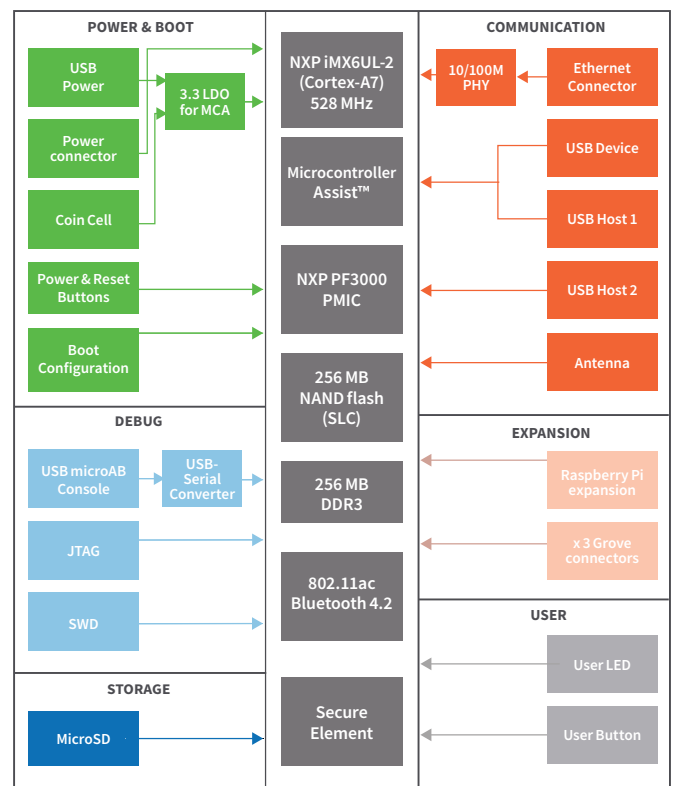 POWER & BOOT
USB
Power
3.3 LDO
for MCA
Power
connector
Coin Cell
Power & Reset
Buttons
Boot
Configuration
DEBUG
USB microAB
Console
USB-
Serial
Converter
JTAG
SWD
STORAGE
MicroSD
NXP iMX6UL-2
(Cortex-A7)
528 MHz
Microcontroller
Assist™
NXP PF3000
PMIC
256 MB
NAND flash
(SLC)
256 MB
DDR3
802.11ac
Bluetooth 4.2
Secure
Element
COMMUNICATION
10/100M
PHY
Ethernet
Connector
USB Device
USB Host 1
USB Host 2
Antenna
EXPANSION
Raspberry Pi
expansion
x 3 Grove
connectors
USER
User LED
User Button